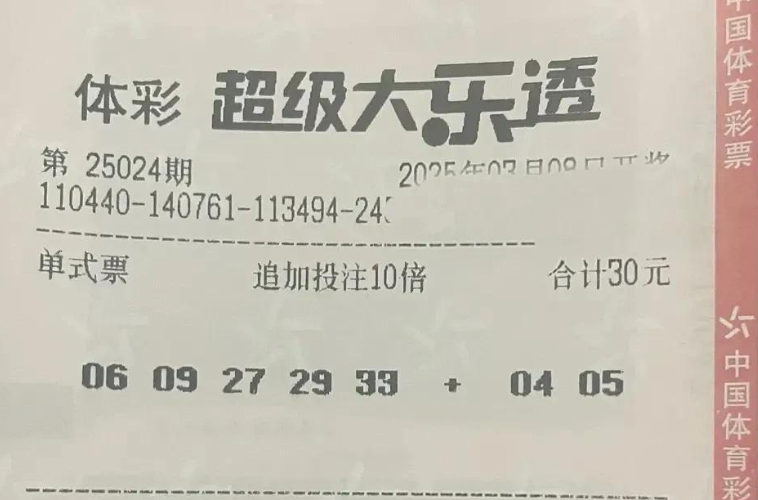 体彩 超级大乐透
第 25024期 2025年03月08日开奖
110440-140761-113494-243
单式票 追加投注10倍 合计30元
06 09 27 29 33 + 04 05
中国体育彩票
中国体育彩